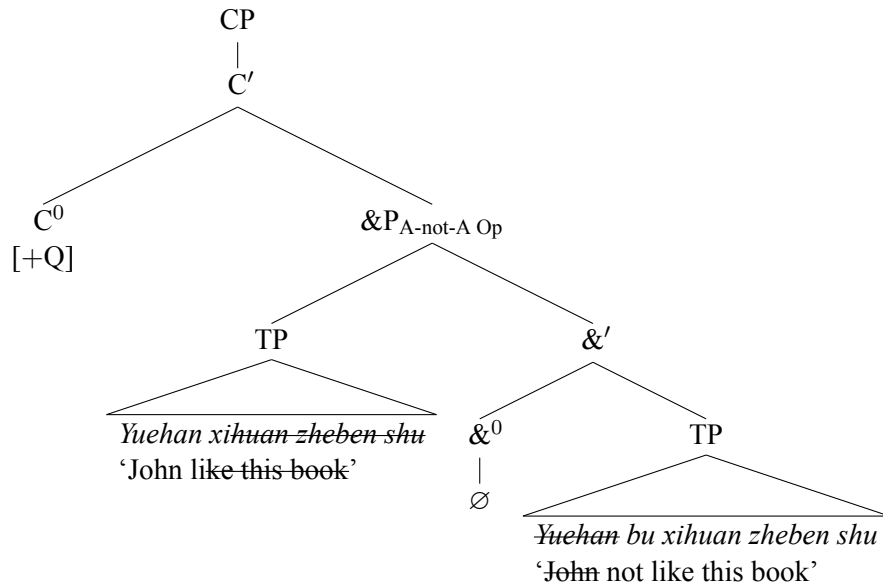 CP
C′
C⁰ &P_A-not-A Op
[+Q]
TP &′
Yuehan xihuan zheben shu
‘John like this book’
&⁰ TP
∅
Yuehan bu xihuan zheben shu
‘John not like this book’